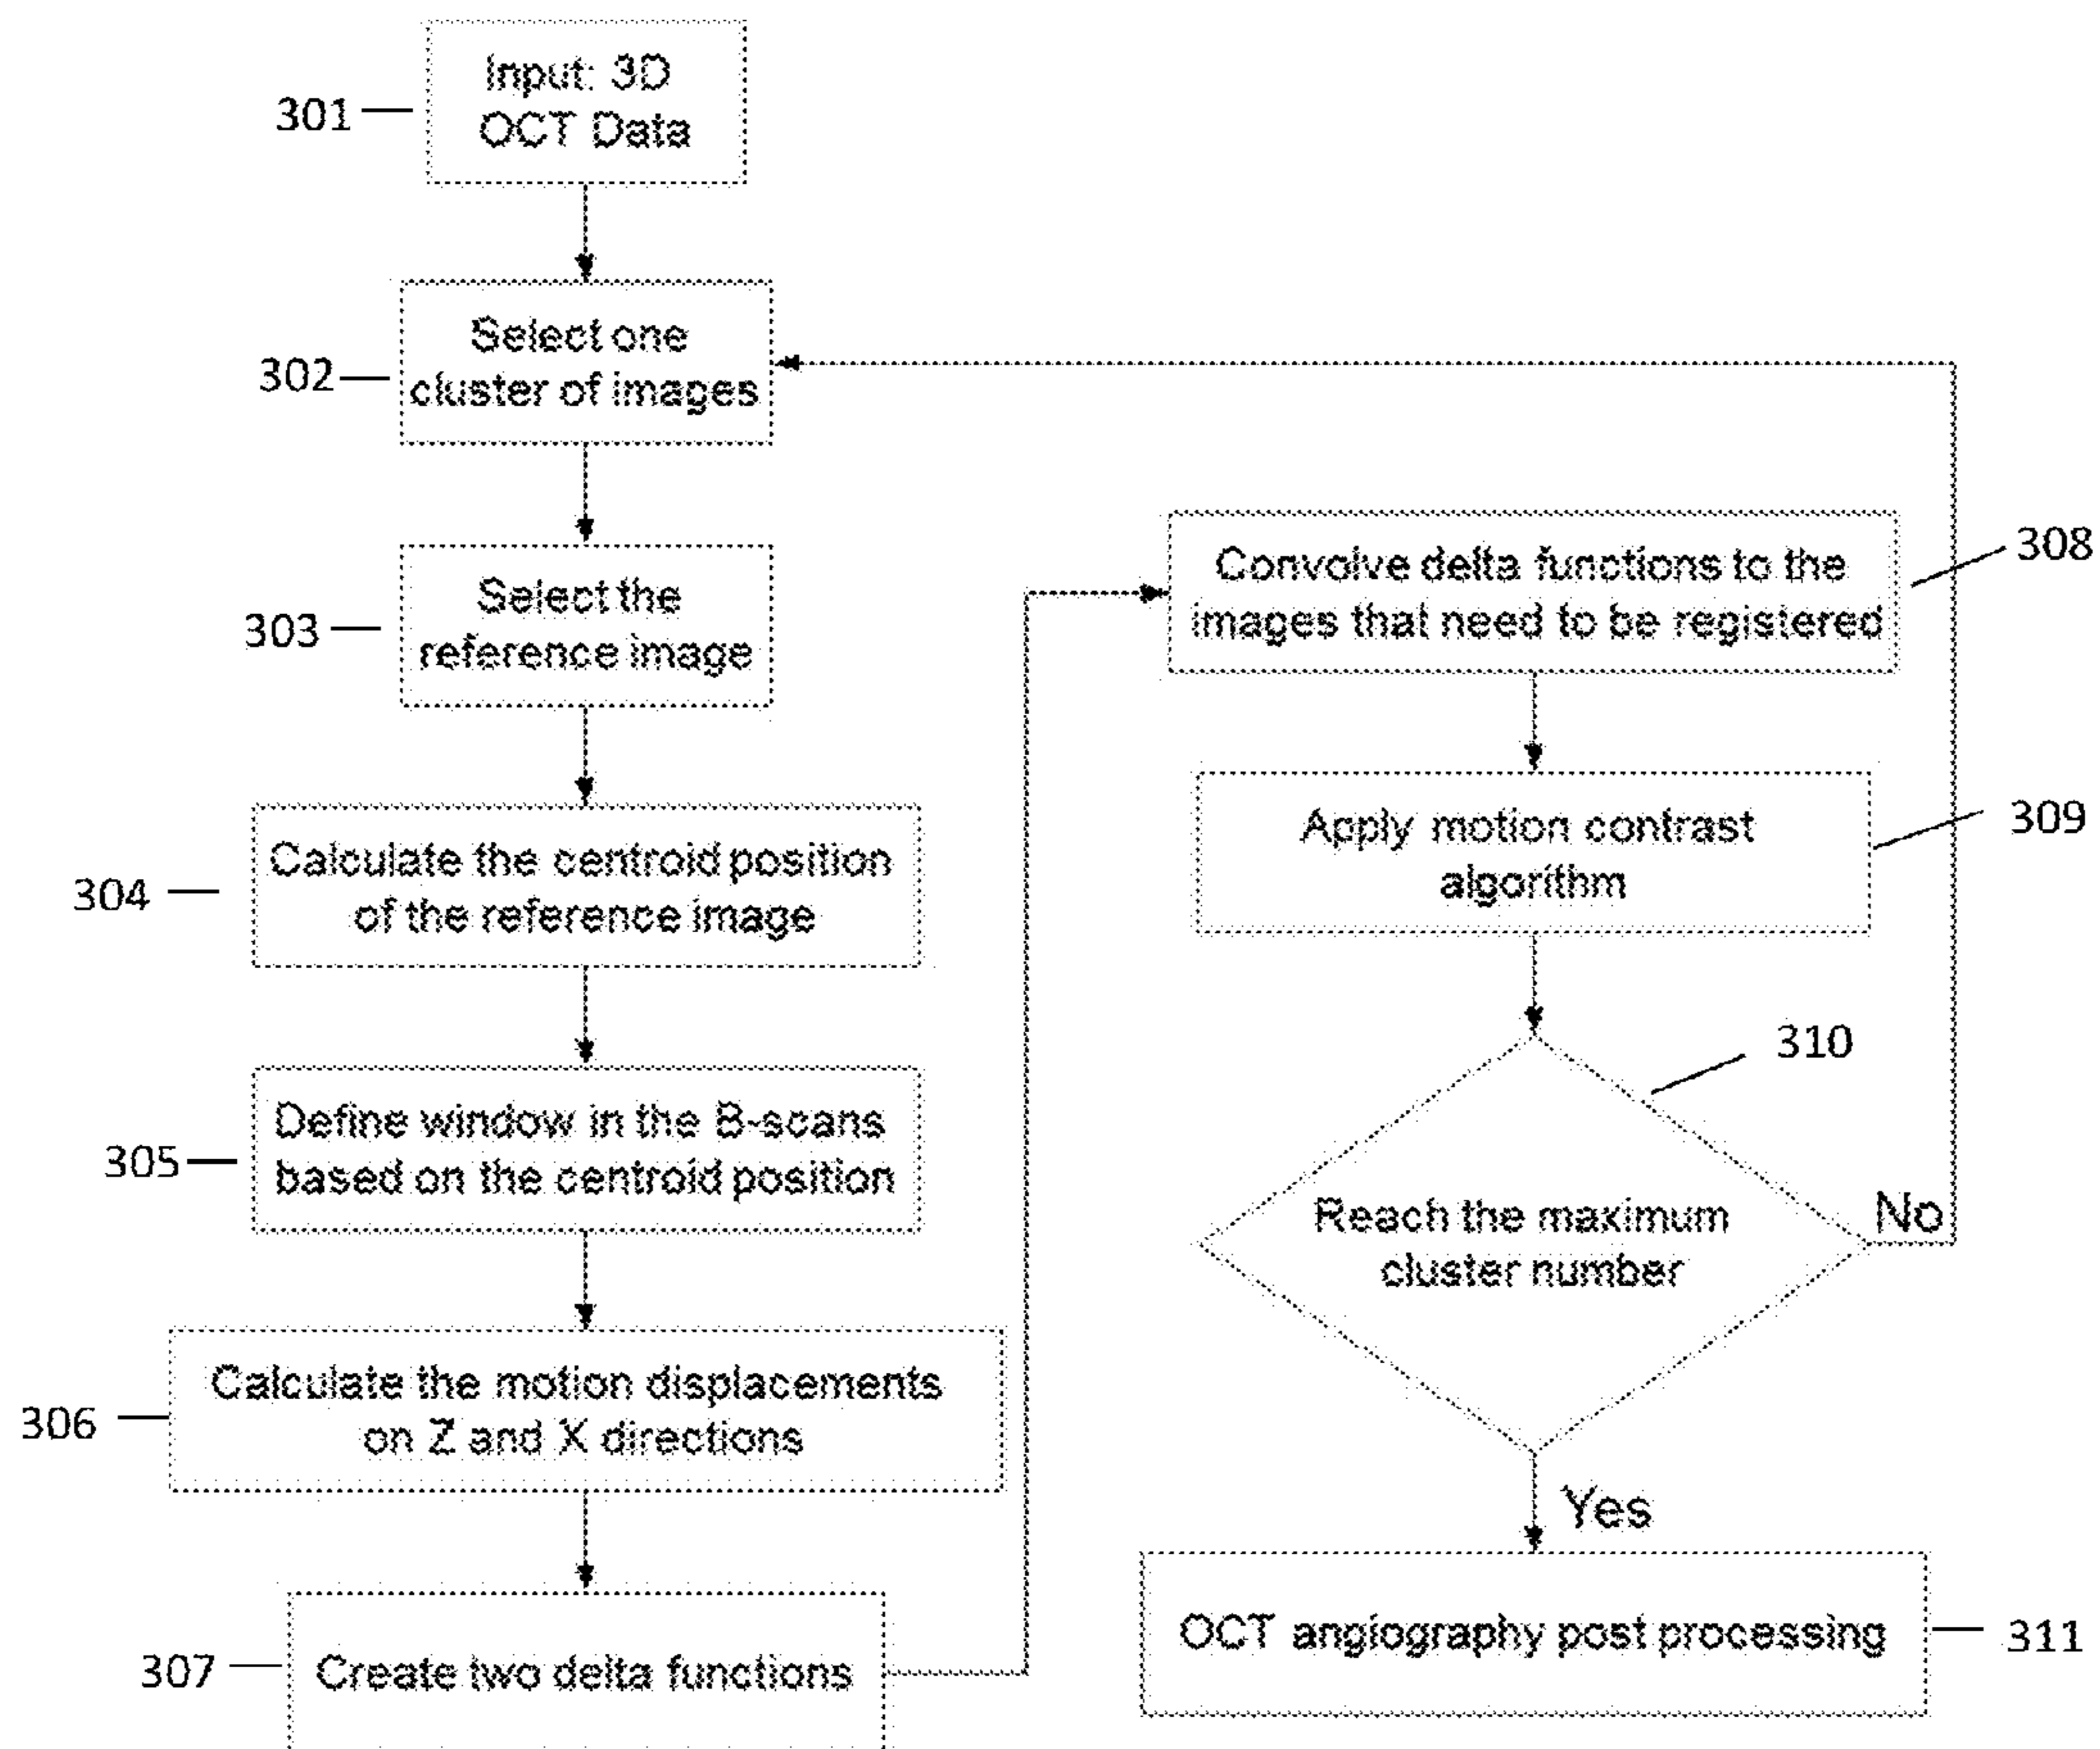 301
Input: 3D
OCT Data
302
Select one
cluster of images
303
Select the
reference image
304
Calculate the centroid position
of the reference image
305
Define window in the B-scans
based on the centroid position
306
Calculate the motion displacements
on Z and X directions
307
Create two delta functions
Convolve delta functions to the
images that need to be registered
308
Apply motion contrast
algorithm
309
310
Reach the maximum
cluster number
No
Yes
OCT angiography post processing
311